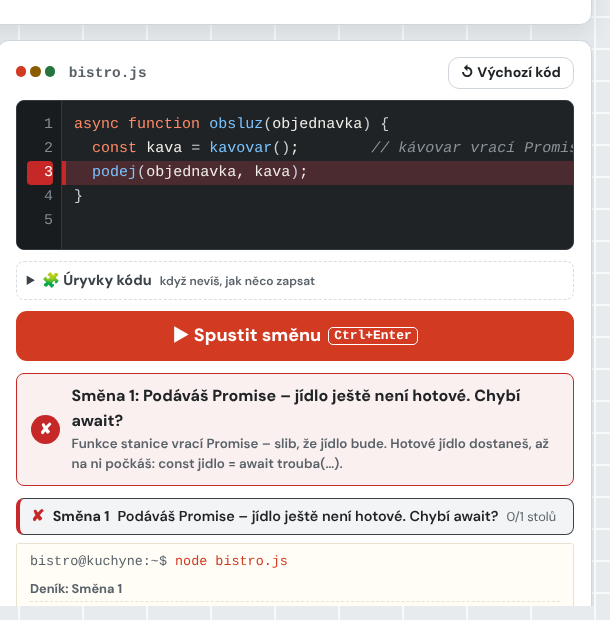 bistro.js
Výchozí kód
1 async function obsluz(objednavka) {
2 const kava = kavovar(); // kávovar vrací Promis
3 podej(objednavka, kava);
4 }
5
Úryvky kódu když nevíš, jak něco zapsat
Spustit směnu Ctrl+Enter
Směna 1: Podáváš Promise – jídlo ještě není hotové. Chybí
await?
Funkce stanice vrací Promise – slib, že jídlo bude. Hotové jídlo dostaneš, až
na ni počkáš: const jidlo = await trouba(…).
Směna 1 Podáváš Promise – jídlo ještě není hotové. Chybí await? 0/1 stolů
bistro@kuchyne:~$ node bistro.js
Deník: Směna 1